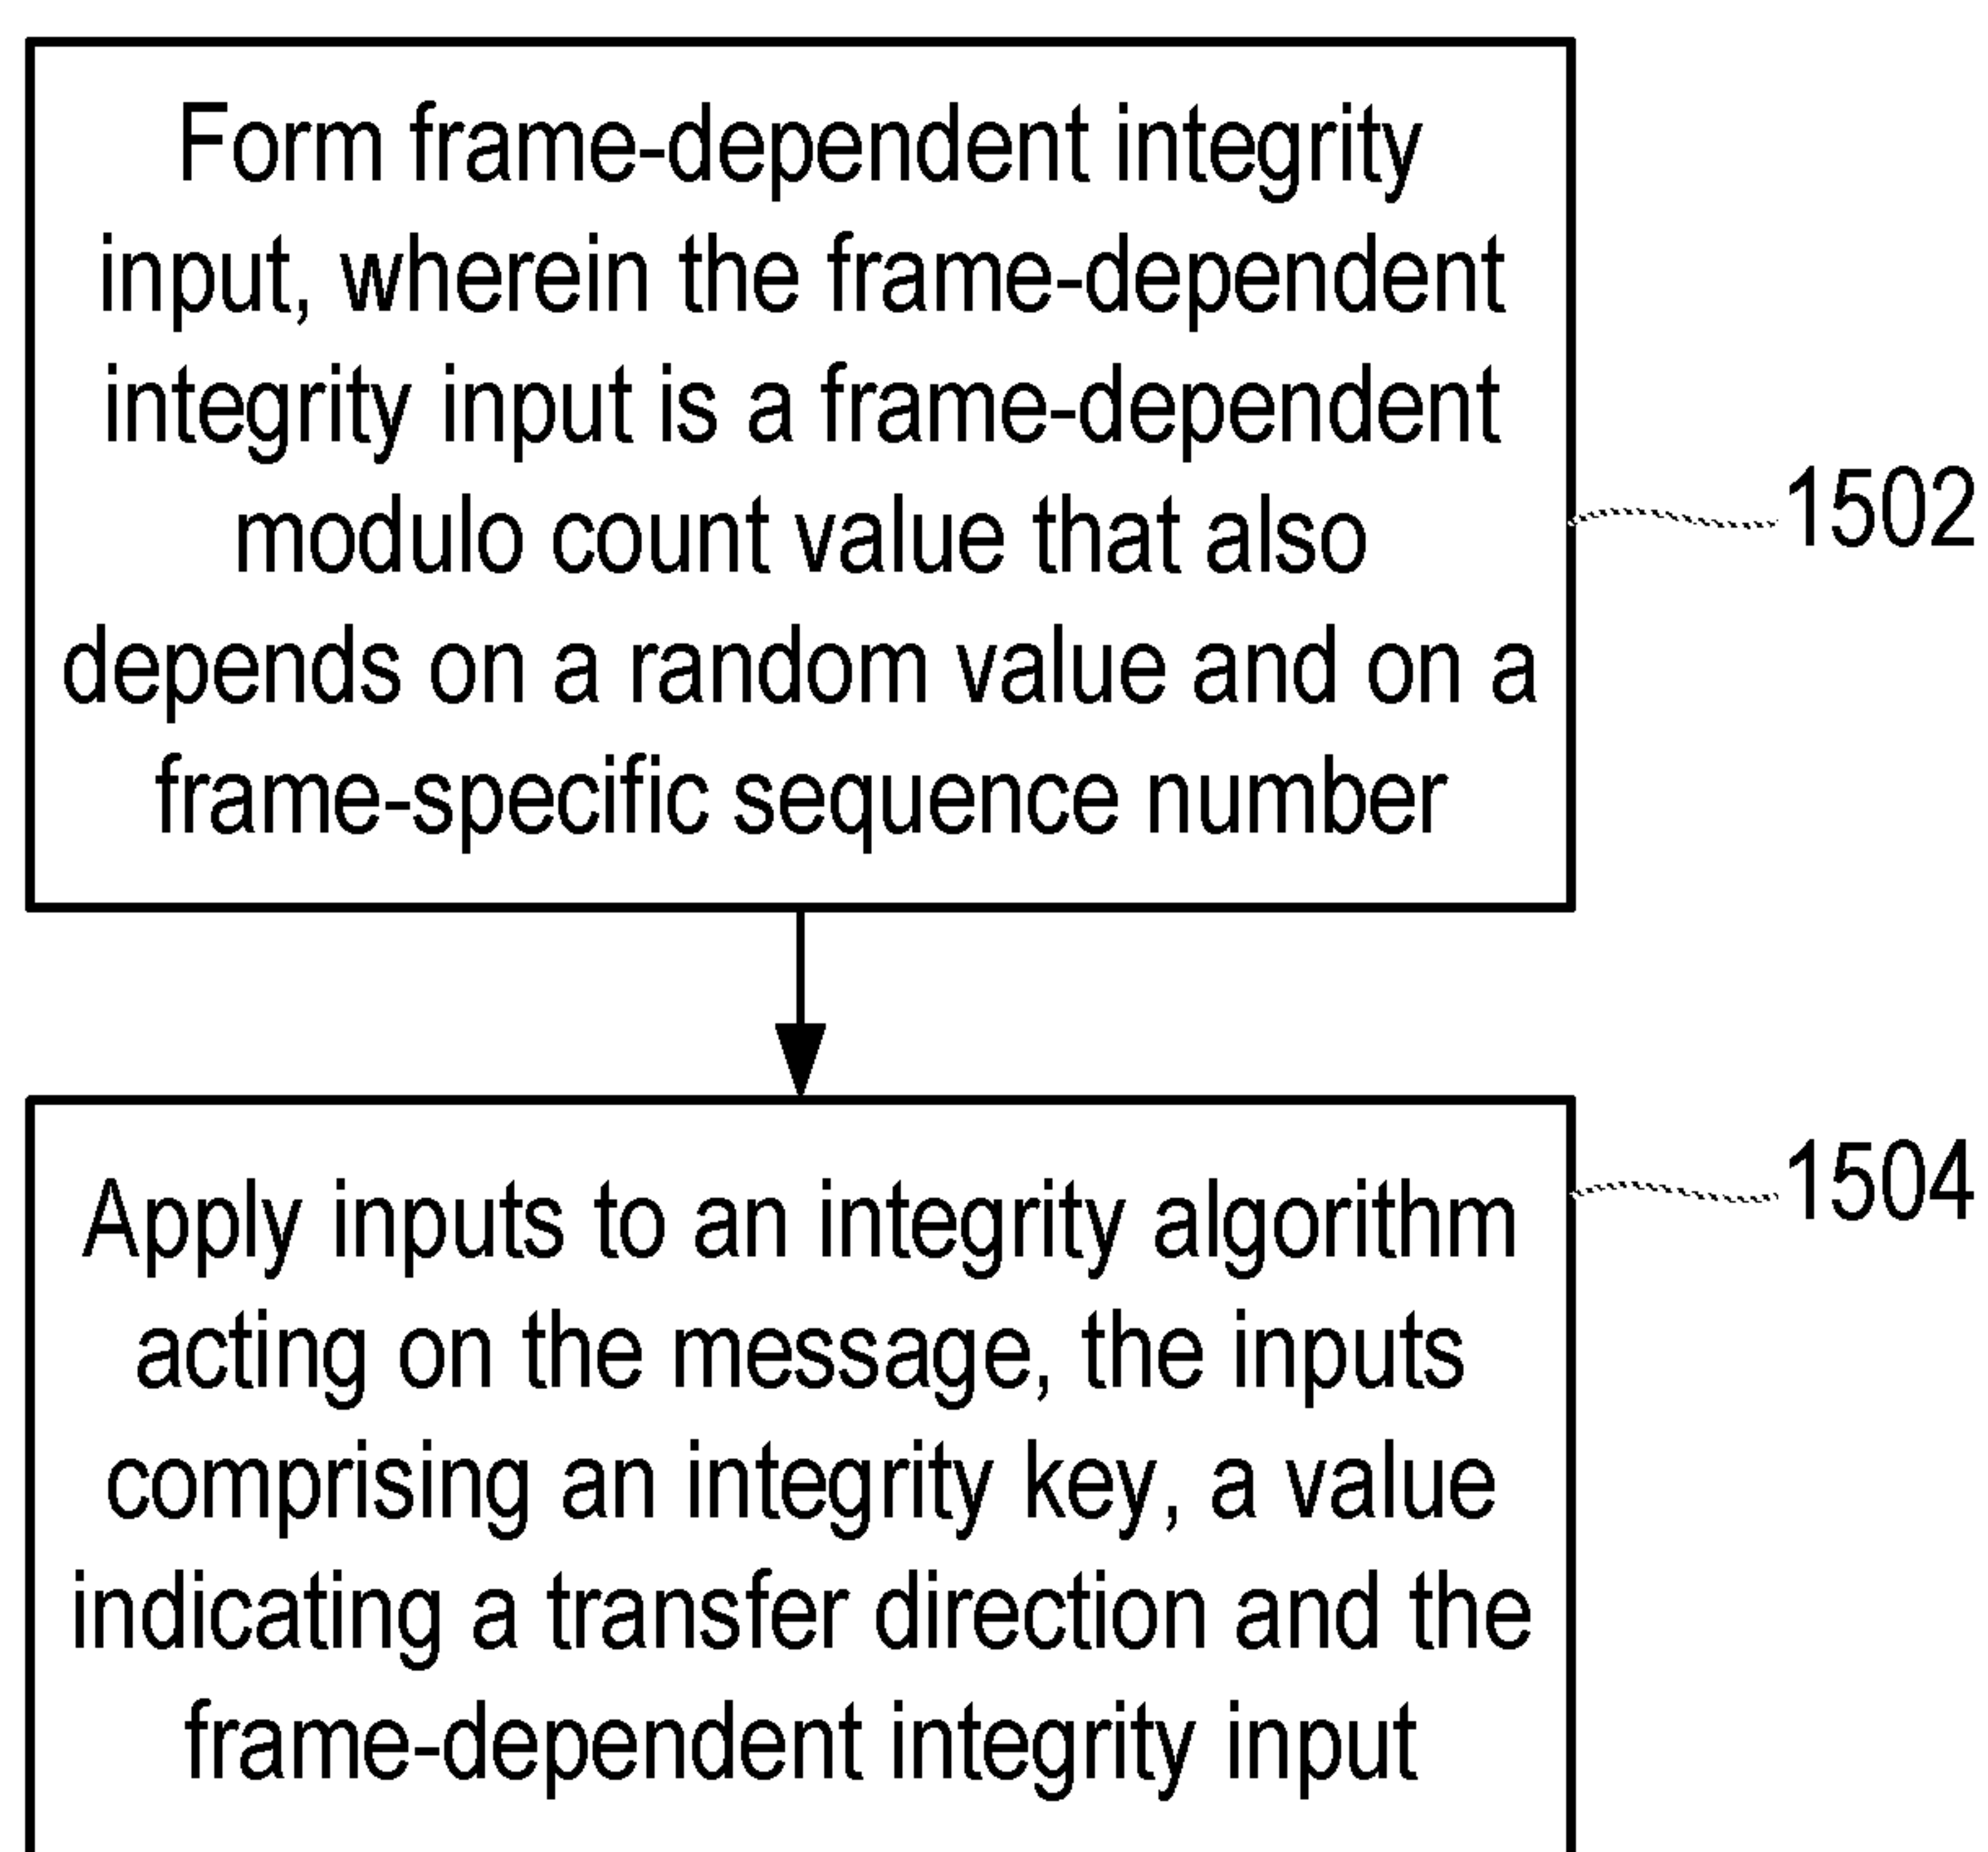 Form frame-dependent integrity
input, wherein the frame-dependent
integrity input is a frame-dependent
modulo count value that also
depends on a random value and on a
frame-specific sequence number
1502
Apply inputs to an integrity algorithm
acting on the message, the inputs
comprising an integrity key, a value
indicating a transfer direction and the
frame-dependent integrity input
1504